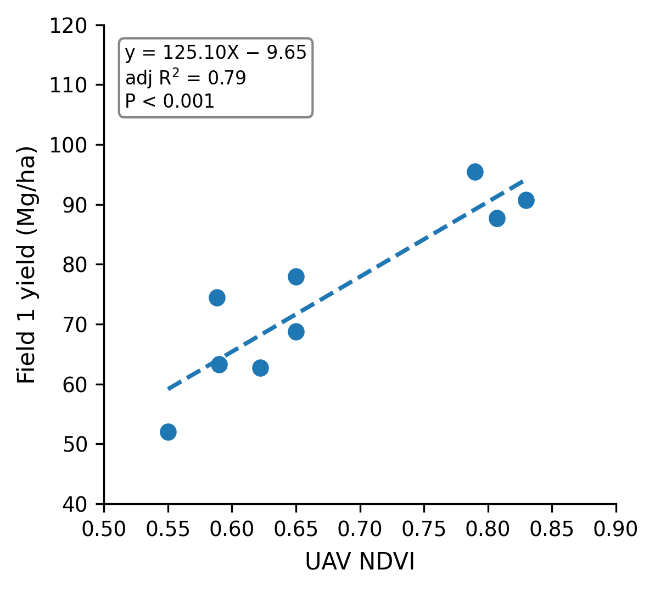 120
110
100
90
80
70
60
50
40
Field 1 yield (Mg/ha)
y = 125.10X − 9.65
adj R² = 0.79
P < 0.001
0.50 0.55 0.60 0.65 0.70 0.75 0.80 0.85 0.90
UAV NDVI